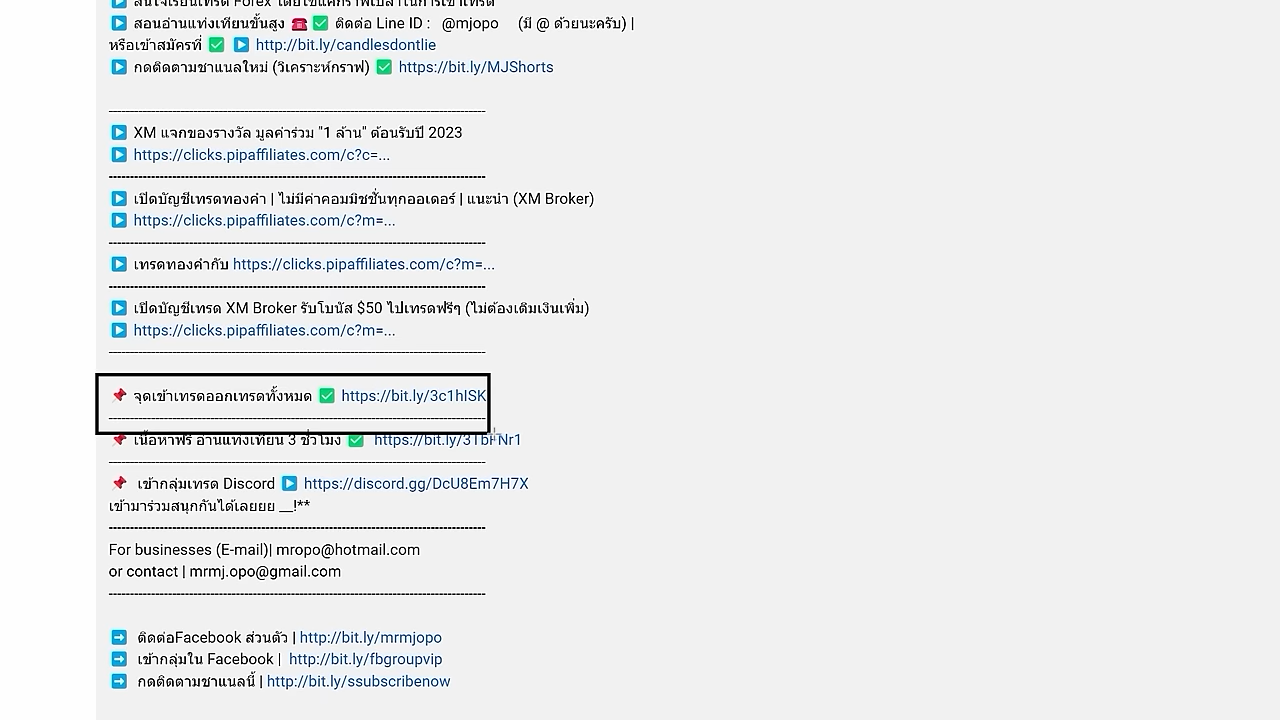 ▶ สนใจเรียนเทรด Forex โดยใช้แค่กราฟเปล่าในการเข้าเทรด
▶ สอนอ่านแท่งเทียนขั้นสูง ☎️✅ ติดต่อ Line ID : @mjopo (มี @ ด้วยนะครับ) |
หรือเข้าสมัครที่ ✅ ▶ http://bit.ly/candlesdontlie
▶ กดติดตามชาแนลใหม่ (วิเคราะห์กราฟ) ✅ https://bit.ly/MJShorts
▶ XM แจกของรางวัล มูลค่าร่วม "1 ล้าน" ต้อนรับปี 2023
▶ https://clicks.pipaffiliates.com/c?c=...
▶ เปิดบัญชีเทรดทองคำ | ไม่มีค่าคอมมิชชั่นทุกออเดอร์ | แนะนำ (XM Broker)
▶ https://clicks.pipaffiliates.com/c?m=...
▶ เทรดทองคำกับ https://clicks.pipaffiliates.com/c?m=...
▶ เปิดบัญชีเทรด XM Broker รับโบนัส $50 ไปเทรดฟรีๆ (ไม่ต้องเติมเงินเพิ่ม)
▶ https://clicks.pipaffiliates.com/c?m=...
📌 จุดเข้าเทรดออกเทรดทั้งหมด ✅ https://bit.ly/3c1hISK
📌 เนื้อหาฟรี อ่านแท่งเทียน 3 ชั่วโมง ✅ https://bit.ly/3TbFNr1
📌 เข้ากลุ่มเทรด Discord ▶ https://discord.gg/DcU8Em7H7X
เข้ามาร่วมสนุกกันได้เลยยย __!**
For businesses (E-mail)| mropo@hotmail.com
or contact | mrmj.opo@gmail.com
➡ ติดต่อFacebook ส่วนตัว | http://bit.ly/mrmjopo
➡ เข้ากลุ่มใน Facebook | http://bit.ly/fbgroupvip
➡ กดติดตามชาแนลนี้ | http://bit.ly/ssubscribenow